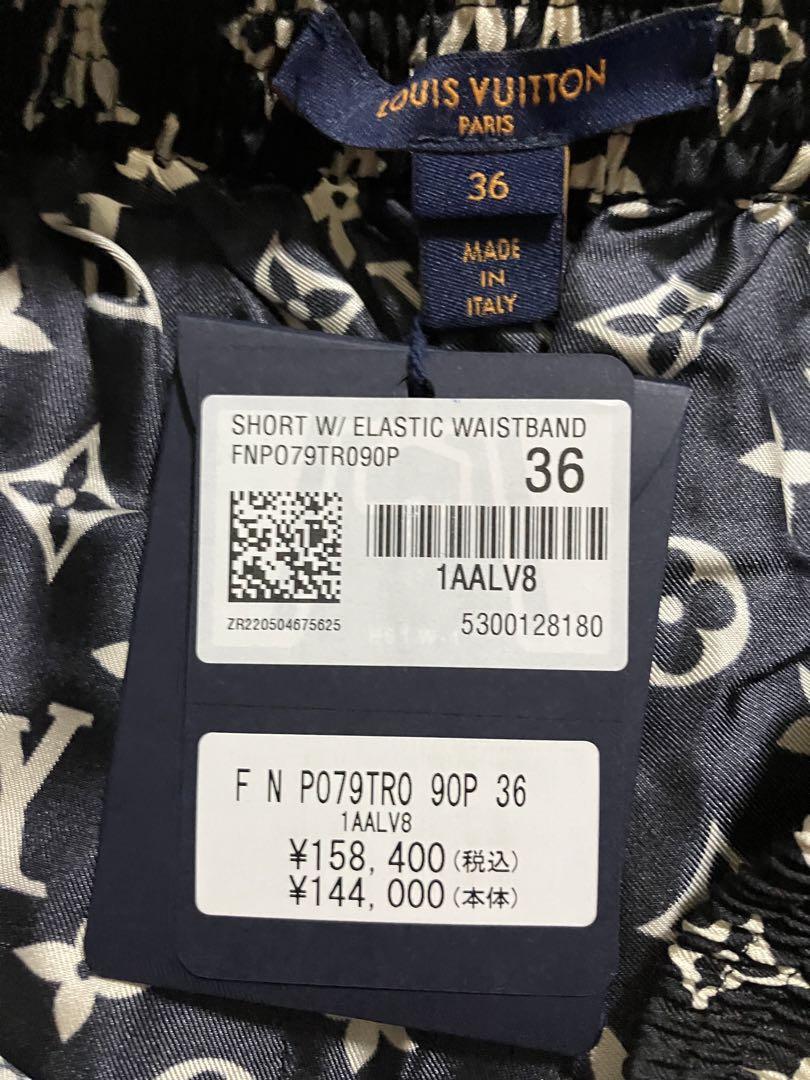 LOUIS VUITTON
PARIS
36
MADE
IN
ITALY
SHORT W/ ELASTIC WAISTBAND
FNPO79TR090P
36
1AALV8
ZR220504675625
5300128180
F N P079TR0 90P 36
1AALV8
¥158,400(税込)
¥144,000(本体)